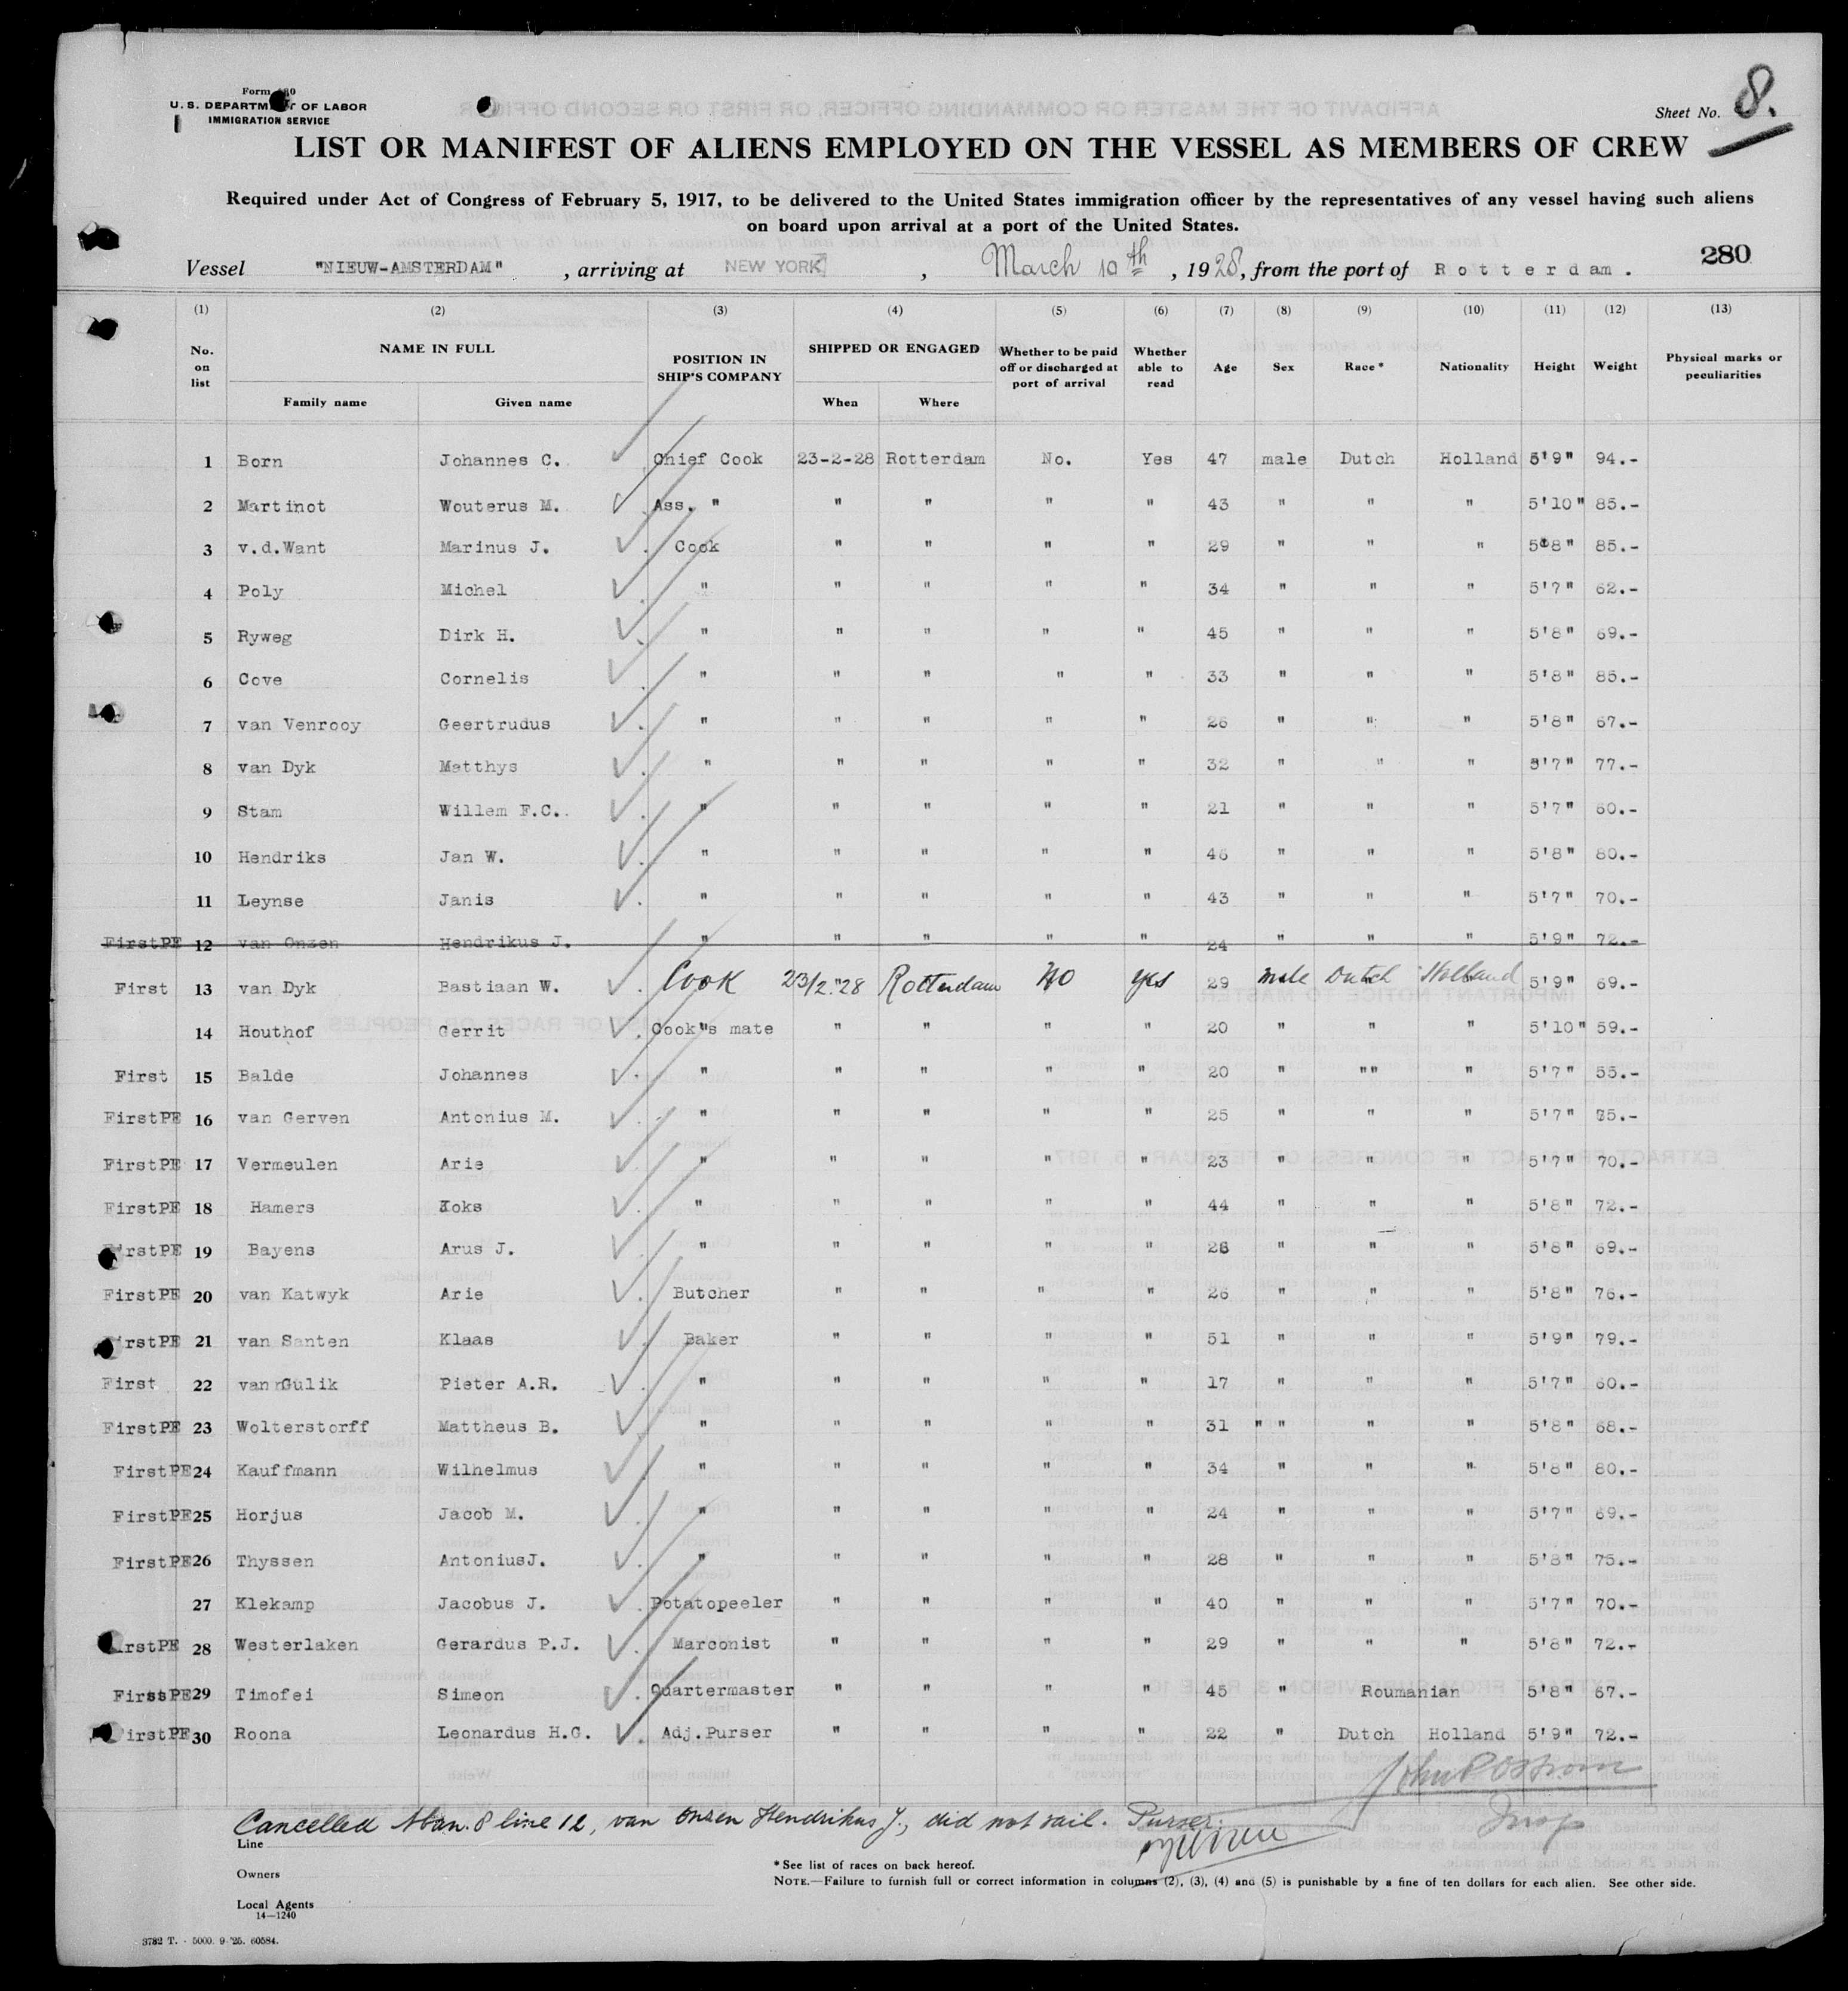 Form 680
U. S. DEPARTMENT OF LABOR
IMMIGRATION SERVICE
Sheet No. 8.
LIST OR MANIFEST OF ALIENS EMPLOYED ON THE VESSEL AS MEMBERS OF CREW
Required under Act of Congress of February 5, 1917, to be delivered to the United States immigration officer by the representatives of any vessel having such aliens
on board upon arrival at a port of the United States.
280
Vessel "NIEUW-AMSTERDAM" , arriving at NEW YORK , March 10th , 1928, from the port of Rotterdam.
(1) (2) (3) (4) (5) (6) (7) (8) (9) (10) (11) (12) (13)
No. on list NAME IN FULL POSITION IN SHIP'S COMPANY SHIPPED OR ENGAGED Whether to be paid off or discharged at port of arrival Whether able to read Age Sex Race* Nationality Height Weight Physical marks or peculiarities
Family name Given name When Where
1 Born Johannes C. Chief Cook 23-2-28 Rotterdam No. Yes 47 male Dutch Holland 5'9" 94.-
2 Martinot Wouterus M. Ass. " " " " " 43 " " " 5'10" 85.-
3 v.d.Want Marinus J. Cook " " " " 29 " " " 5'8" 85.-
4 Poly Michel " " " " " 34 " " " 5'7" 62.-
5 Ryweg Dirk H. " " " " " 45 " " " 5'8" 69.-
6 Cove Cornelis " " " " " 33 " " " 5'8" 85.-
7 van Venrooy Geertrudus " " " " " 26 " " " 5'8" 67.-
8 van Dyk Matthys " " " " " 32 " " " 5'7" 77.-
9 Stam Willem F.C. " " " " " 21 " " " 5'7" 60.-
10 Hendriks Jan W. " " " " " 46 " " " 5'8" 80.-
11 Leynse Janis " " " " " 43 " " " 5'7" 70.-
FirstPE 12 van Onzen Hendrikus J. " " " " " 24 " " " 5'9" 72.-
First 13 van Dyk Bastiaan W. Cook 23/2."28 Rotterdam No yes 29 male Dutch Holland 5'9" 69.-
14 Houthof Gerrit Cook"s mate " " " " 20 " " " 5'10" 59.-
First 15 Balde Johannes " " " " " 20 " "" " 5'7" 55.-
FirstPE 16 van Gerven Antonius M. " " " " " 25 " " " 5'7" 85.-
FirstPE 17 Vermeulen Arie " " " " " 23 " " " 5'7" 70.-
FirstPE 18 Hamers Koks " " " " " 44 " " " 5'8" 72.-
FirstPE 19 Bayens Arus J. " " " " " 26 " " " 5'8" 69.-
FirstPE 20 van Katwyk Arie Butcher " " " " 26 " " " 5'8" 76.-
FirstPE 21 van Santen Klaas Baker " " " " 51 " " " 5'9" 79.-
First 22 van Gulik Pieter A.R. " " " " " 17 " " " 5'7" 60.-
FirstPE 23 Wolterstorff Mattheus B. " " " " " 31 " " " " 5'8" 68.-
FirstPE 24 Kauffmann Wilhelmus " " " " " 34 " " " 5'8" 80.-
FirstPE 25 Horjus Jacob M. " " " " " 24 " " " 5'7" 69.-
FirstPE 26 Thyssen AntoniusJ. " " " " " 28 " " " 5'8" 75.-
27 Klekamp Jacobus J. Potatopeeler " " " " 40 " " " 5'7" 70.-
FirstPE 28 Westerlaken Gerardus P.J. Marconist " " " " 29 " " " 5'8" 72.-
FirssPE 29 Timofei Simeon Quartermaster " " " " 45 " Roumanian 5'8" 67.-
FirstPE 30 Roona Leonardus H.G. Adj.Purser " " " " 22 " Dutch Holland 5'9" 72.-
Cancelled Man. 8 line 12, van Onsen Hendrikus J., did not sail. Purser.
Insp
Line
Owners
Local Agents
14—1240
*See list of races on back hereof.
NOTE.—Failure to furnish full or correct information in columns (2), (3), (4) and (5) is punishable by a fine of ten dollars for each alien. See other side.
3782 T. - 5000. 9-'25. 60584.